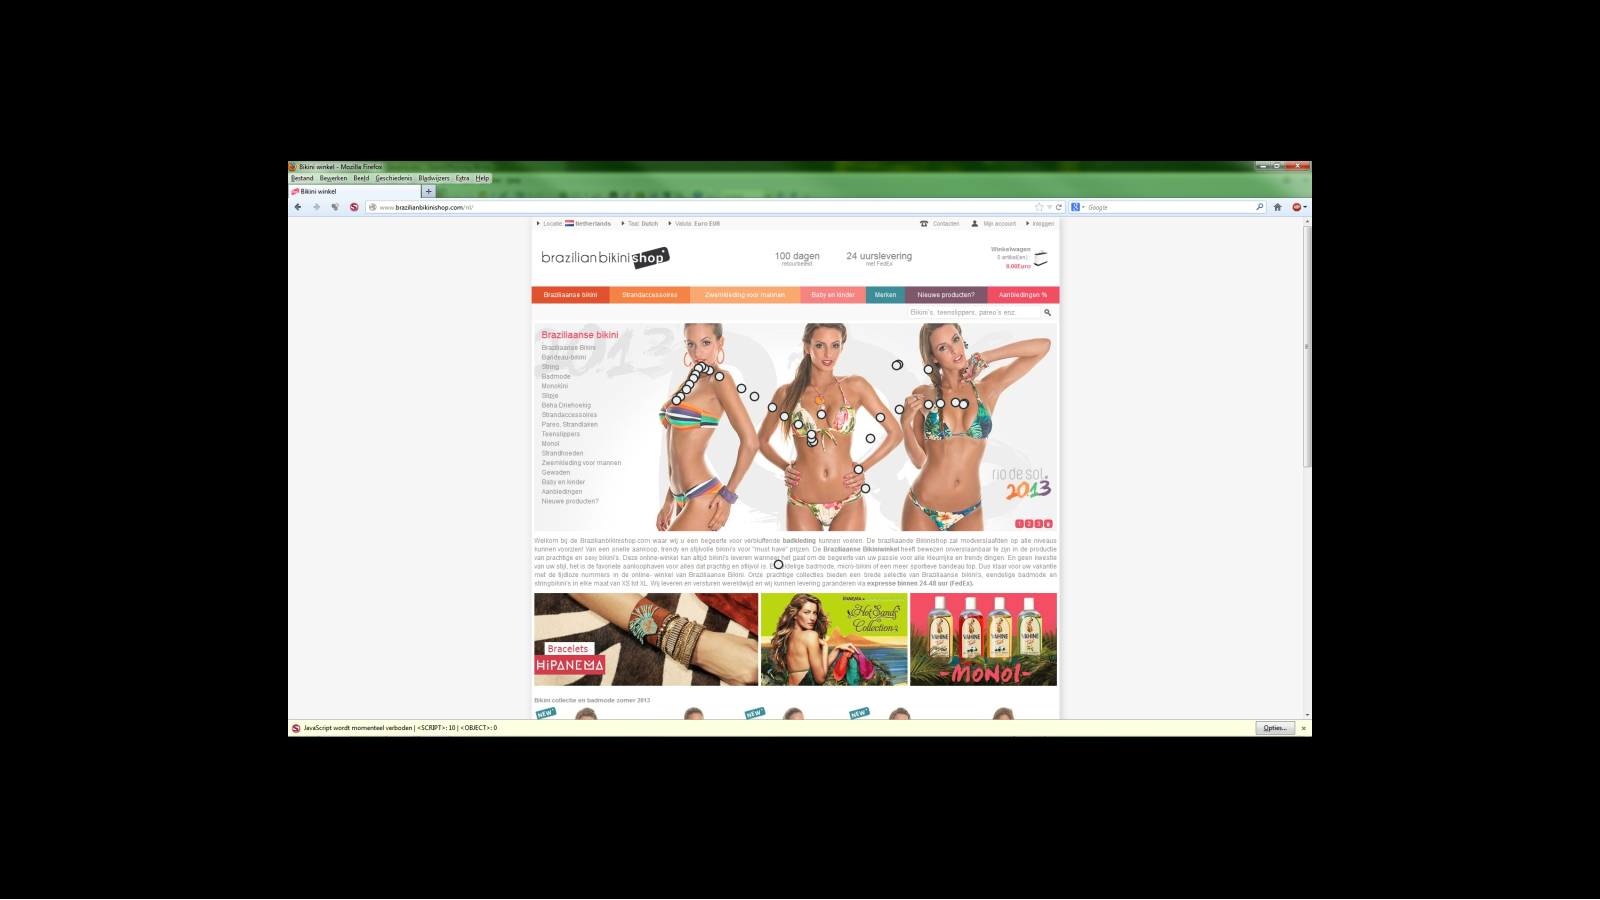 Bikini winkel - Mozilla Firefox
Bestand Bewerken Beeld Geschiedenis Bladwijzers Extra Help
Bikini winkel
www.brazilianbikinishop.com/nl/
Google
Locatie Netherlands Taal: Dutch Valuta: Euro EUR Contacten Mijn account Inloggen
brazilianbikinishop
100 dagen
retourbeleid
24 uurslevering
met FedEx
Winkelwagen
0 artikel(en)
0.00Euro
Braziliaanse bikini Strandaccessoires Zwemkleding voor mannen Baby en kinder Merken Nieuwe producten? Aanbiedingen %
Bikini's, teenslippers, pareo's enz.
2013
Braziliaanse bikini
Braziliaanse Bikini
Bandeau-bikini
String
Badmode
Monokini
Slipje
Beha Driehoekig
Strandaccessoires
Pareo, Strandlaken
Teenslippers
Monoï
Strandhoeden
Zwemkleding voor mannen
Gewaden
Baby en kinder
Aanbiedingen
Nieuwe producten?
rio de sol
2013
1 2 3
Welkom bij de Brazilianbikinishop.com waar wij u een begeerte voor verbluffende badkleding kunnen voelen. De braziliaande Bikinishop zal modverslaafden op alle niveaus
kunnen voorzien! Van een snelle aankoop, trendy en stijlvolle bikini's voor "must have" prijzen. De Braziliaanse Bikiniwinkel heeft bewezen onverslaanbaar te zijn in de productie
van prachtige en sexy bikini's. Deze online-winkel kan altijd bikini's leveren wanneer het gaat om de begeerte van uw passie voor alle kleurrijke en trendy dingen. En geen kwestie
van uw stijl, het is de favoriete aanloophaven voor alles dat prachtig en stijlvol is. badmode, micro-bikini of een meer sportieve bandeau top. Dus klaar voor uw vakantie
met de tijdloze nummers in de online- winkel van Braziliaanse Bikini. Onze prachtige collecties bieden een brede selectie van Braziliaanse bikini's, eendelige badmode en
stringbikini's in elke maat van XS tot XL. Wij leveren en versturen wereldwijd en wij kunnen levering garanderen via expresse binnen 24-48 uur (FedEx).
Bracelets
HiPANEMA
IPANEMA
Hot Sand
Collection
VAHINE VAHINE VAHINE VAHINE
-MONOI-
Bikini collectie en badmode zomer 2013
NEW NEW NEW
JavaScript wordt momenteel verboden | <SCRIPT>: 10 | <OBJECT>: 0
Opties...